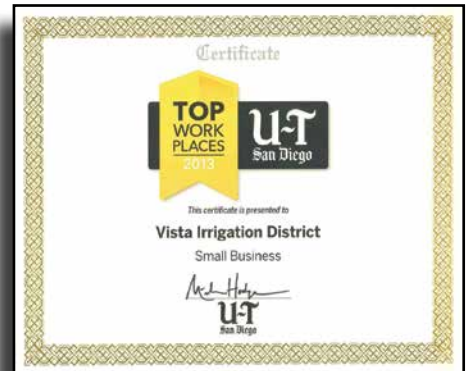 Certificate
TOP
WORK
PLACES
2013
U-T
San Diego
This certificate is presented to
Vista Irrigation District
Small Business
U-T
San Diego